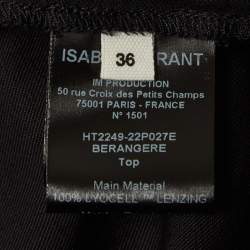 ISAB RANT
36
IM PRODUCTION
50 rue Croix des Petits Champs
75001 PARIS - FRANCE
N° 1501
HT2249-22P027E
BERANGERE
Top
Main Material
100% LYOCELL LENZING